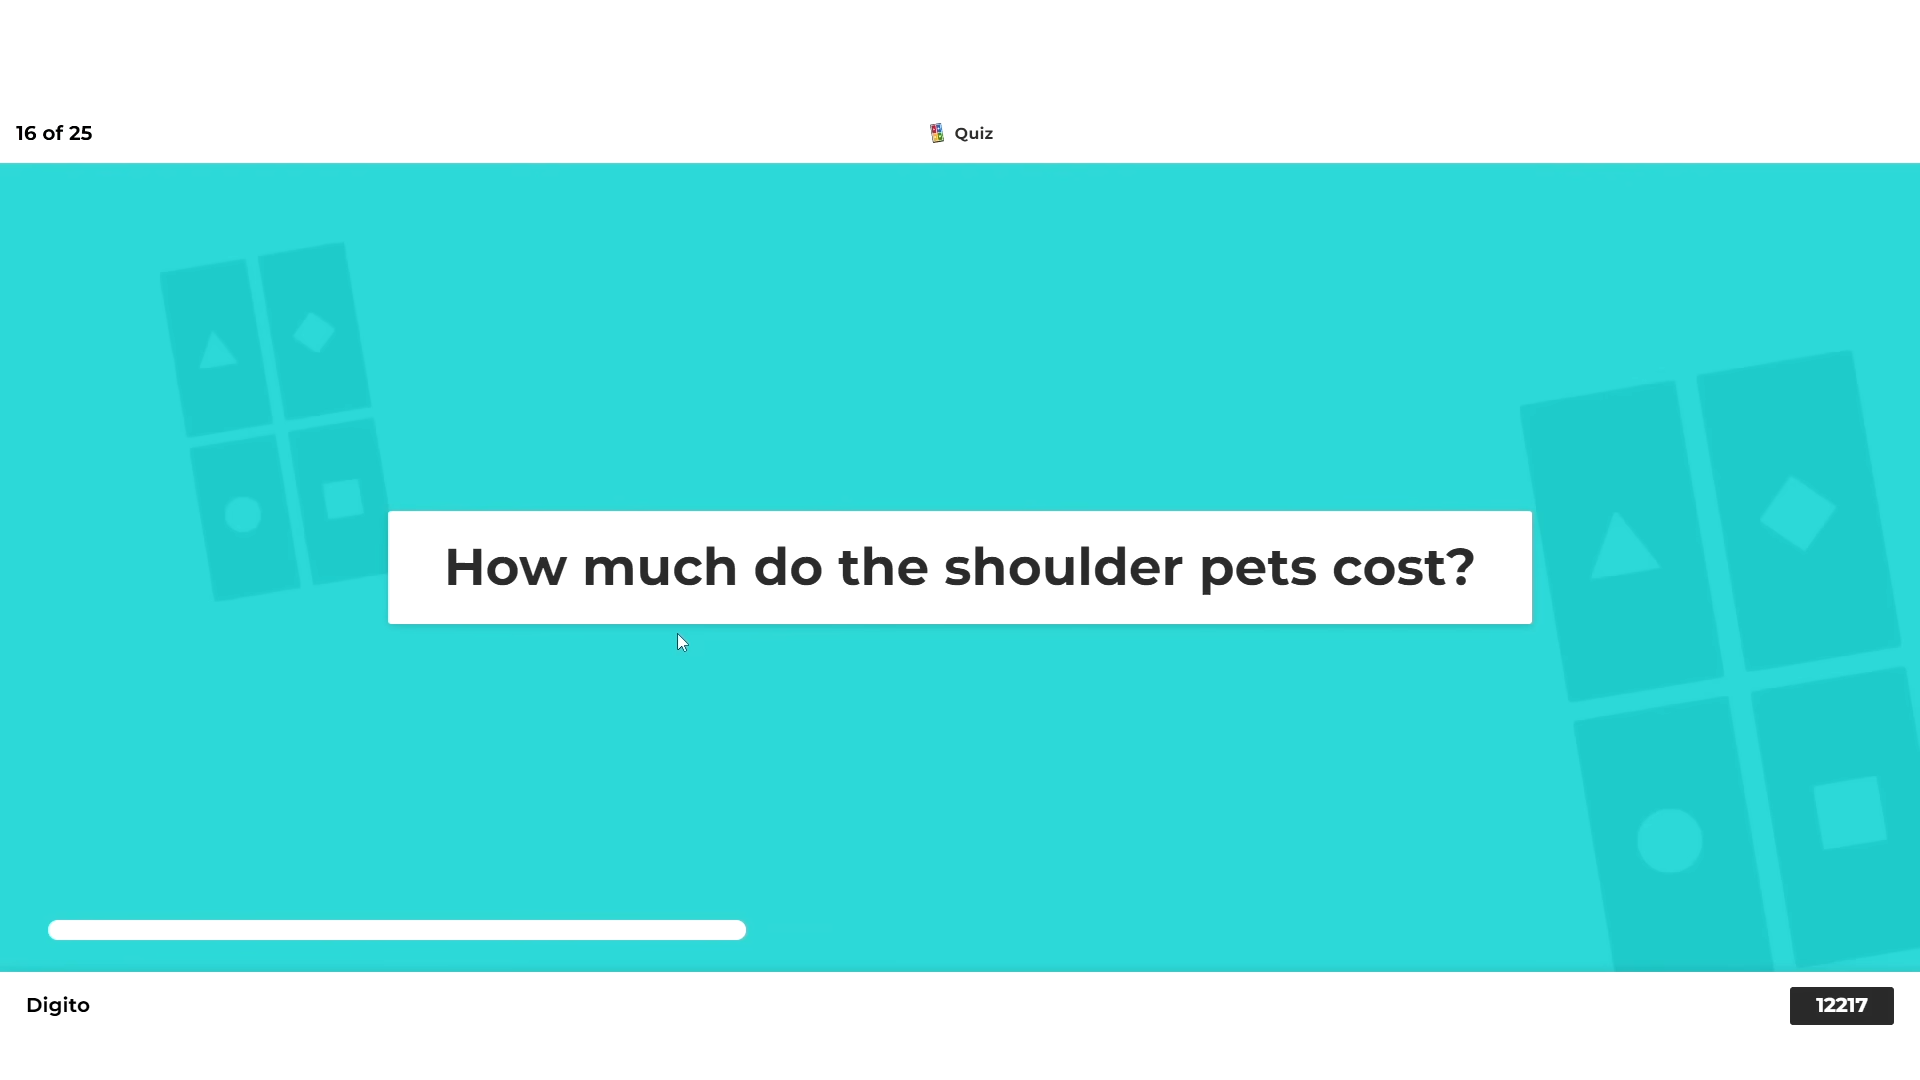 16 of 25
Quiz
How much do the shoulder pets cost?
Digito
12217